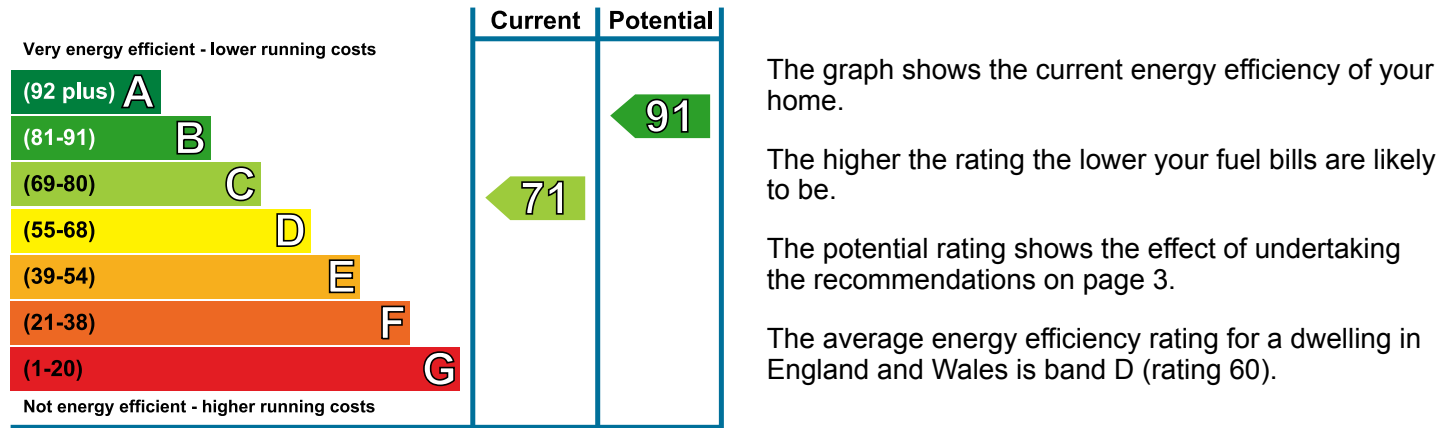 Current Potential
Very energy efficient - lower running costs
(92 plus) A
(81-91) B
(69-80) C
(55-68) D
(39-54) E
(21-38) F
(1-20) G
Not energy efficient - higher running costs
71
91
The graph shows the current energy efficiency of your
home.
The higher the rating the lower your fuel bills are likely
to be.
The potential rating shows the effect of undertaking
the recommendations on page 3.
The average energy efficiency rating for a dwelling in
England and Wales is band D (rating 60).